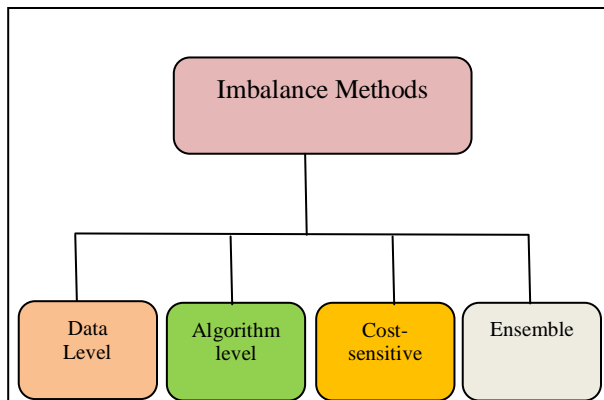 Imbalance Methods
Data
Level
Algorithm
level
Cost-
sensitive
Ensemble